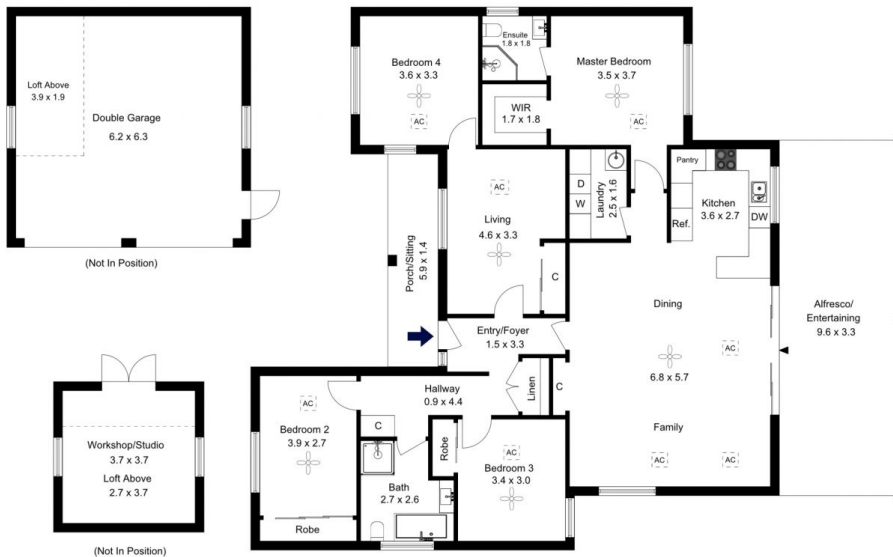 Loft Above
3.9 x 1.9
Double Garage
6.2 x 6.3
(Not In Position)
Bedroom 4
3.6 x 3.3
AC
Ensuite
1.8 x 1.8
WIR
1.7 x 1.8
Master Bedroom
3.5 x 3.7
AC
AC
Living
4.6 x 3.3
C
D
W
Laundry
2.5 x 1.6
Pantry
Kitchen
3.6 x 2.7
Ref.
DW
Porch/Sitting
5.9 x 1.4
Entry/Foyer
1.5 x 3.3
Dining
AC
6.8 x 5.7
Family
AC
AC
Alfresco/
Entertaining
9.6 x 3.3
Hallway
0.9 x 4.4
Linen
C
C
AC
Bedroom 2
3.9 x 2.7
Robe
Bath
2.7 x 2.6
Robe
AC
Bedroom 3
3.4 x 3.0
Workshop/Studio
3.7 x 3.7
Loft Above
2.7 x 3.7
(Not In Position)